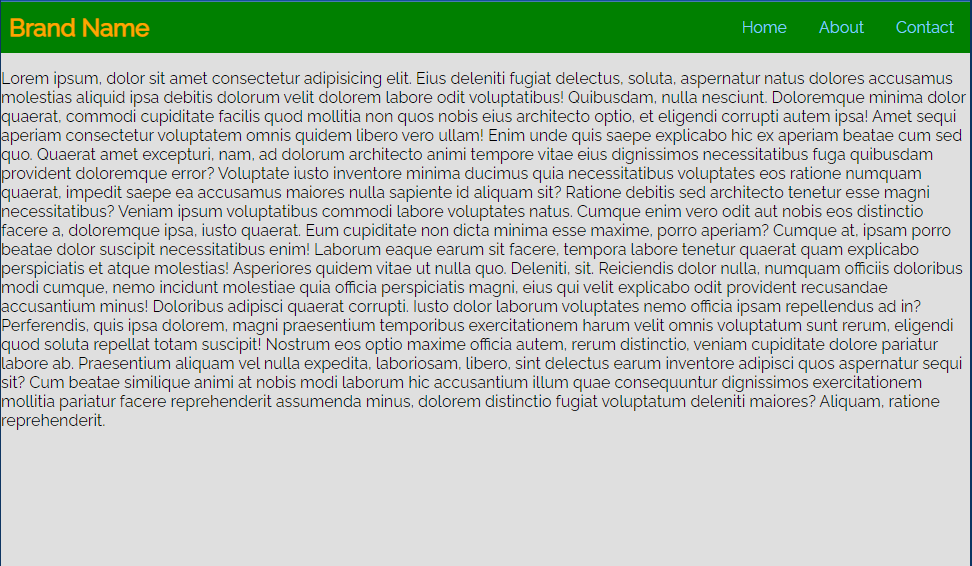 Brand Name
Home About Contact
Lorem ipsum, dolor sit amet consectetur adipisicing elit. Eius deleniti fugiat delectus, soluta, aspernatur natus dolores accusamus
molestias aliquid ipsa debitis dolorum velit dolorem labore odit voluptatibus! Quibusdam, nulla nesciunt. Doloremque minima dolor
quaerat, commodi cupiditate facilis quod mollitia non quos nobis eius architecto optio, et eligendi corrupti autem ipsa! Amet sequi
aperiam consectetur voluptatem omnis quidem libero vero ullam! Enim unde quis saepe explicabo hic ex aperiam beatae cum sed
quo. Quaerat amet excepturi, nam, ad dolorum architecto animi tempore vitae eius dignissimos necessitatibus fuga quibusdam
provident doloremque error? Voluptate iusto inventore minima ducimus quia necessitatibus voluptates eos ratione numquam
quaerat, impedit saepe ea accusamus maiores nulla sapiente id aliquam sit? Ratione debitis sed architecto tenetur esse magni
necessitatibus? Veniam ipsum voluptatibus commodi labore voluptates natus. Cumque enim vero odit aut nobis eos distinctio
facere a, doloremque ipsa, iusto quaerat. Eum cupiditate non dicta minima esse maxime, porro aperiam? Cumque at, ipsam porro
beatae dolor suscipit necessitatibus enim! Laborum eaque earum sit facere, tempora labore tenetur quaerat quam explicabo
perspiciatis et atque molestias! Asperiores quidem vitae ut nulla quo. Deleniti, sit. Reiciendis dolor nulla, numquam officiis doloribus
modi cumque, nemo incidunt molestiae quia officia perspiciatis magni, eius qui velit explicabo odit provident recusandae
accusantium minus! Doloribus adipisci quaerat corrupti. Iusto dolor laborum voluptates nemo officia ipsam repellendus ad in?
Perferendis, quis ipsa dolorem, magni praesentium temporibus exercitationem harum velit omnis voluptatum sunt rerum, eligendi
quod soluta repellat totam suscipit! Nostrum eos optio maxime officia autem, rerum distinctio, veniam cupiditate dolore pariatur
labore ab. Praesentium aliquam vel nulla expedita, laboriosam, libero, sint delectus earum inventore adipisci quos aspernatur sequi
sit? Cum beatae similique animi at nobis modi laborum hic accusantium illum quae consequuntur dignissimos exercitationem
mollitia pariatur facere reprehenderit assumenda minus, dolorem distinctio fugiat voluptatum deleniti maiores? Aliquam, ratione
reprehenderit.